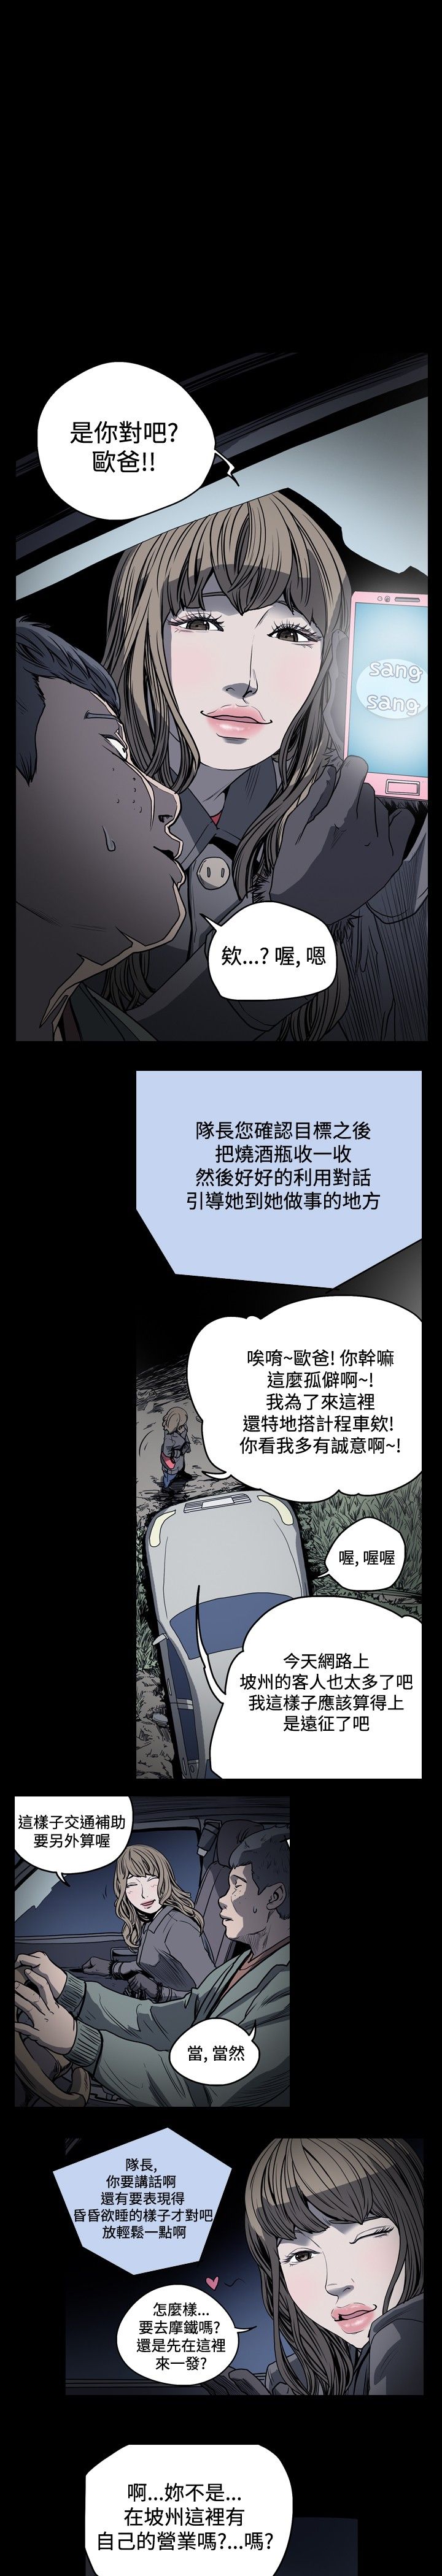 是你對吧?
歐爸!!
sang
sang
欸...? 喔, 嗯
隊長您確認目標之後
把燒酒瓶收一收
然後好好的利用對話
引導她到她做事的地方
唉唷~歐爸! 你幹嘛
這麼孤僻啊~!
我為了來這裡
還特地搭計程車欸!
你看我多有誠意啊~!
喔, 喔喔
今天網路上
坡州的客人也太多了吧
我這樣子應該算得上
是遠征了吧
這樣子交通補助
要另外算喔
當, 當然
隊長,
你要講話啊
還有要表現得
昏昏欲睡的樣子才對吧
放輕鬆一點啊
怎麼樣...
要去摩鐵嗎?
還是先在這裡
來一發?
啊...妳不是...
在坡州這裡有
自己的營業嗎?...嗎?